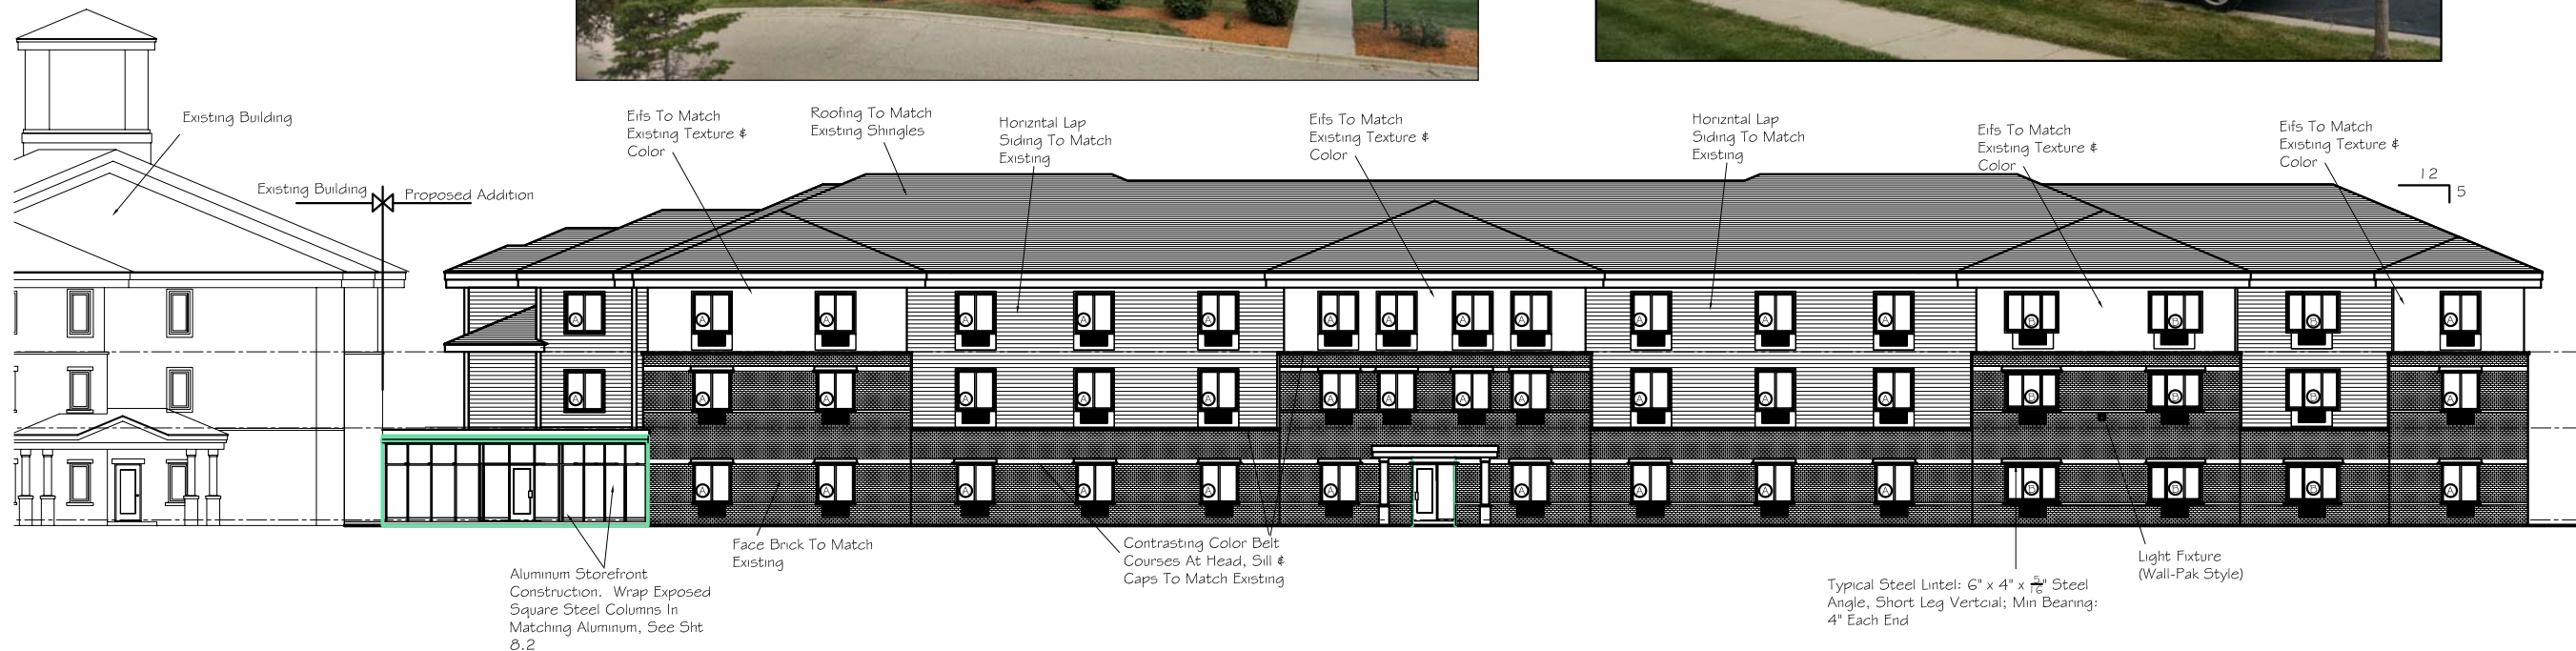 Existing Building
Eifs To Match
Existing Texture &
Color
Roofing To Match
Existing Shingles
Horizntal Lap
Siding To Match
Existing
Eifs To Match
Existing Texture &
Color
Horizntal Lap
Siding To Match
Existing
Eifs To Match
Existing Texture &
Color
Eifs To Match
Existing Texture &
Color
12
5
Existing Building
Proposed Addition
A A A A A A A A A A A A A B B B A
A A A A A A A A A A A A A B B B A
A A A A A A A A A A B B B A
Face Brick To Match
Existing
Aluminum Storefront
Construction. Wrap Exposed
Square Steel Columns In
Matching Aluminum, See Sht
8.2
Contrasting Color Belt
Courses At Head, Sill &
Caps To Match Existing
Typical Steel Lintel: 6" x 4" x 5/16" Steel
Angle, Short Leg Vertcial; Min Bearing:
4" Each End
Light Fixture
(Wall-Pak Style)